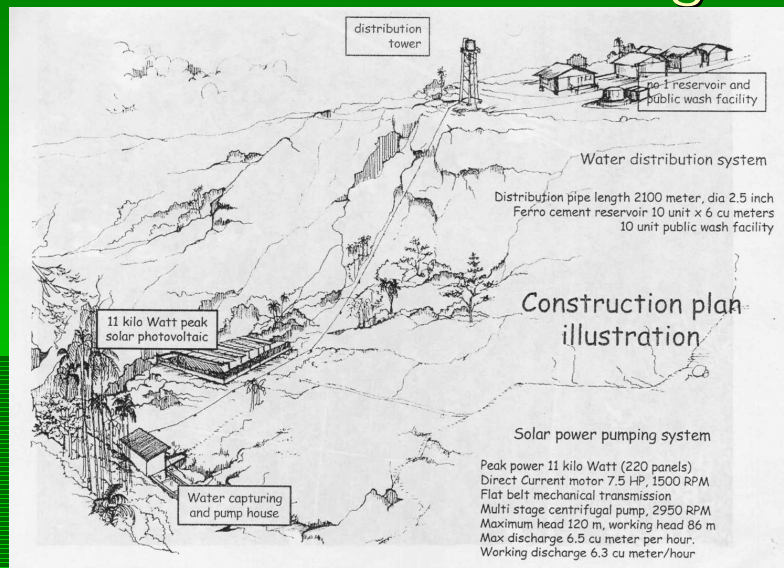 distribution
tower
no 1 reservoir and
public wash facility
Water distribution system
Distribution pipe length 2100 meter, dia 2.5 inch
Ferro cement reservoir 10 unit x 6 cu meters
10 unit public wash facility
Construction plan
illustration
11 kilo Watt peak
solar photovoltaic
Water capturing
and pump house
Solar power pumping system
Peak power 11 kilo Watt (220 panels)
Direct Current motor 7.5 HP, 1500 RPM
Flat belt mechanical transmission
Multi stage centrifugal pump, 2950 RPM
Maximum head 120 m, working head 86 m
Max discharge 6.5 cu meter per hour.
Working discharge 6.3 cu meter/hour